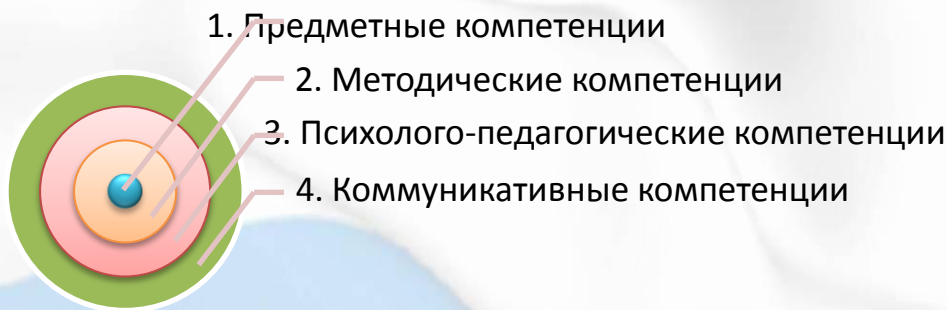 1. Предметные компетенции
2. Методические компетенции
3. Психолого-педагогические компетенции
4. Коммуникативные компетенции